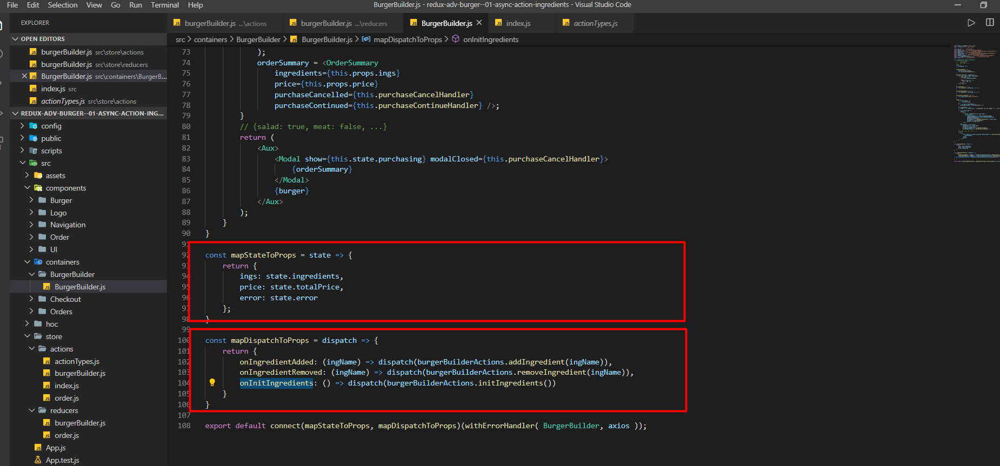 File Edit Selection View Go Run Terminal Help
BurgerBuilder.js - redux-adv-burger--01-async-action-ingredients - Visual Studio Code
EXPLORER
OPEN EDITORS
burgerBuilder.js src\store\actions
burgerBuilder.js src\store\reducers
BurgerBuilder.js src\containers\BurgerB...
index.js src
actionTypes.js src\store\actions
REDUX-ADV-BURGER--01-ASYNC-ACTION-ING...
config
public
scripts
src
assets
components
Burger
Logo
Navigation
Order
UI
containers
BurgerBuilder
BurgerBuilder.js
Checkout
Orders
hoc
store
actions
actionTypes.js
burgerBuilder.js
index.js
order.js
reducers
burgerBuilder.js
order.js
App.js
App.test.js
burgerBuilder.js ...\actions
burgerBuilder.js ...\reducers
BurgerBuilder.js
index.js
actionTypes.js
src > containers > BurgerBuilder > BurgerBuilder.js > mapDispatchToProps > onInitIngredients
73 );
74 orderSummary = <OrderSummary
75 ingredients={this.props.ings}
76 price={this.props.price}
77 purchaseCancelled={this.purchaseCancelHandler}
78 purchaseContinued={this.purchaseContinueHandler} />;
79 }
80 // {salad: true, meat: false, ...}
81 return (
82 <Aux>
83 <Modal show={this.state.purchasing} modalClosed={this.purchaseCancelHandler}>
84 {orderSummary}
85 </Modal>
86 {burger}
87 </Aux>
88 );
89 }
90 }
91
92 const mapStateToProps = state => {
93 return {
94 ings: state.ingredients,
95 price: state.totalPrice,
96 error: state.error
97 };
98 }
99
100 const mapDispatchToProps = dispatch => {
101 return {
102 onIngredientAdded: (ingName) => dispatch(burgerBuilderActions.addIngredient(ingName)),
103 onIngredientRemoved: (ingName) => dispatch(burgerBuilderActions.removeIngredient(ingName)),
104 onInitIngredients: () => dispatch(burgerBuilderActions.initIngredients())
105 }
106 }
107
108 export default connect(mapStateToProps, mapDispatchToProps)(withErrorHandler( BurgerBuilder, axios ));